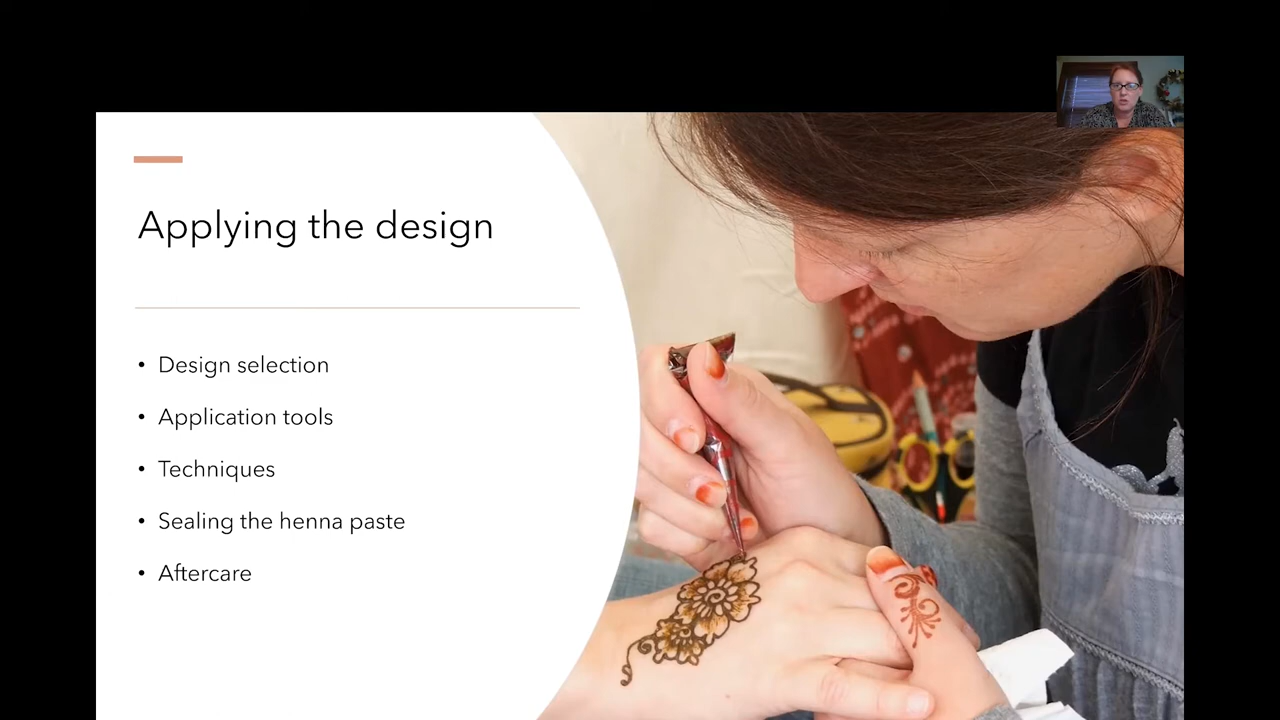 Applying the design
• Design selection
• Application tools
• Techniques
• Sealing the henna paste
• Aftercare